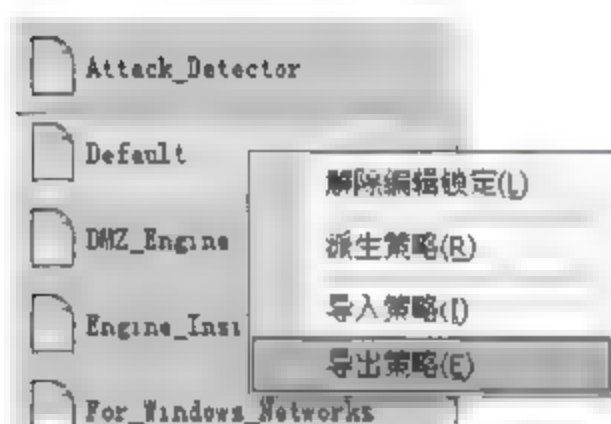 Attack_Detector
Default
DMZ_Engine
Engine_Insi
For_Windows_Networks
解除编辑锁定(L)
派生策略(R)
导入策略(I)
导出策略(E)